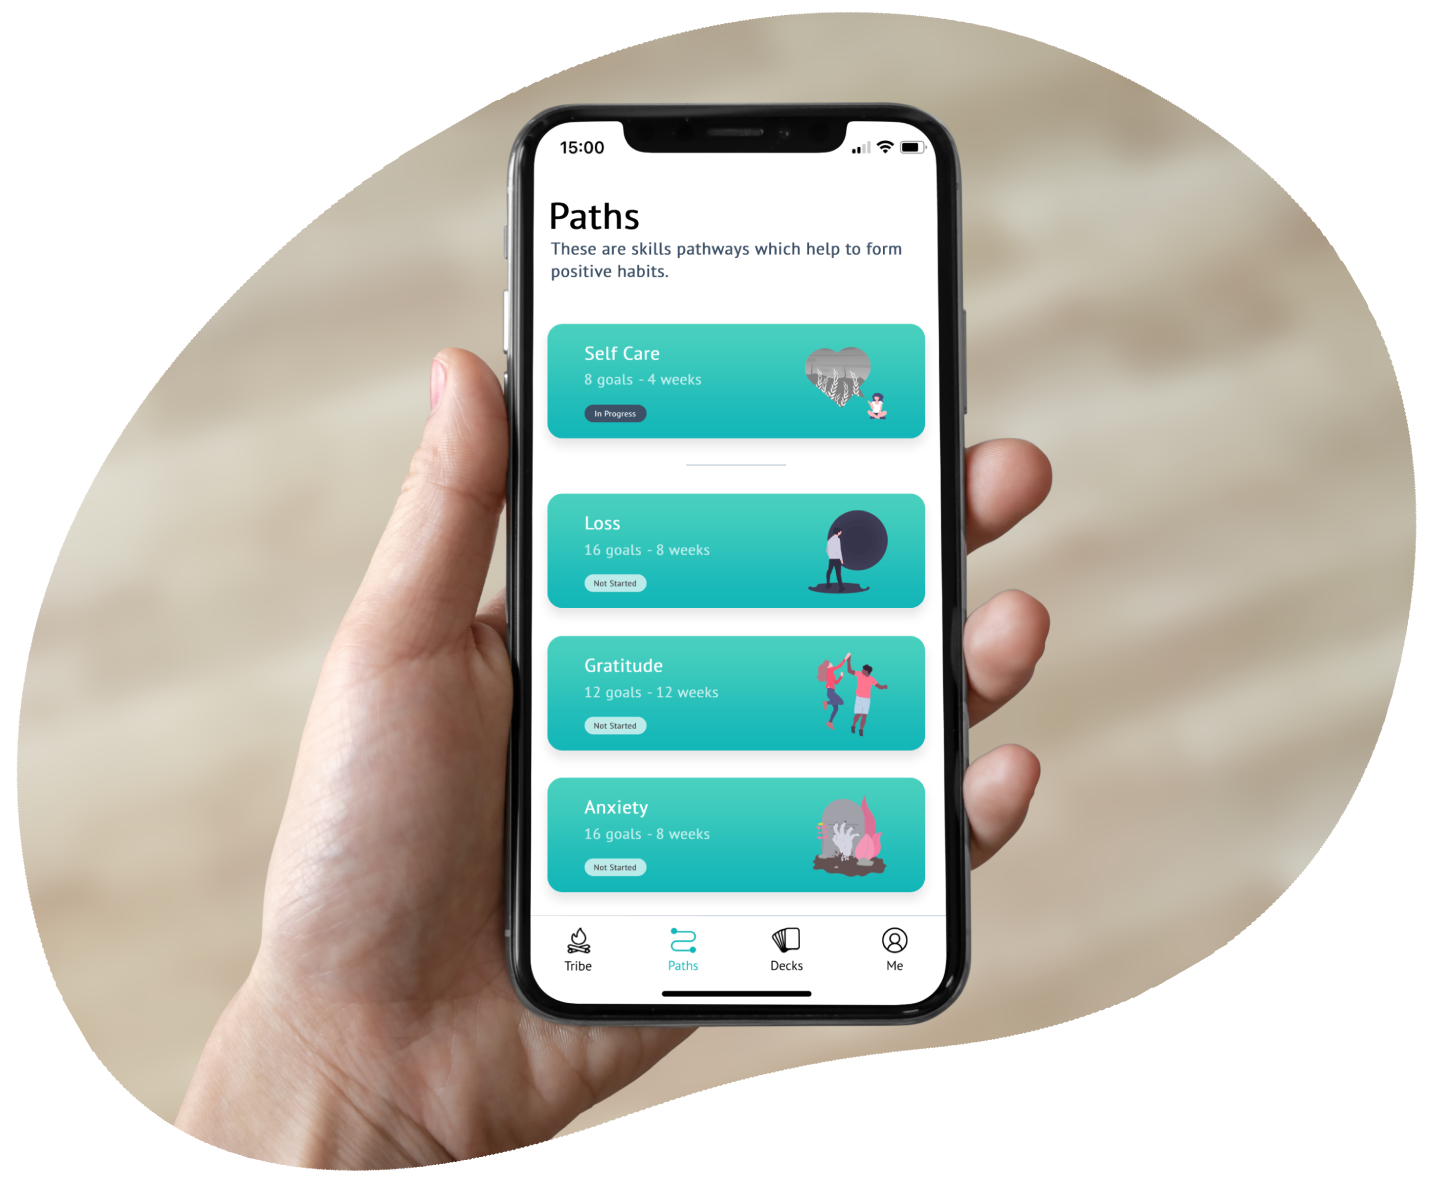 15:00
Paths
These are skills pathways which help to form
positive habits.
Self Care
8 goals - 4 weeks
In Progress
Loss
16 goals - 8 weeks
Not Started
Gratitude
12 goals - 12 weeks
Not Started
Anxiety
16 goals - 8 weeks
Not Started
Tribe
Paths
Decks
Me